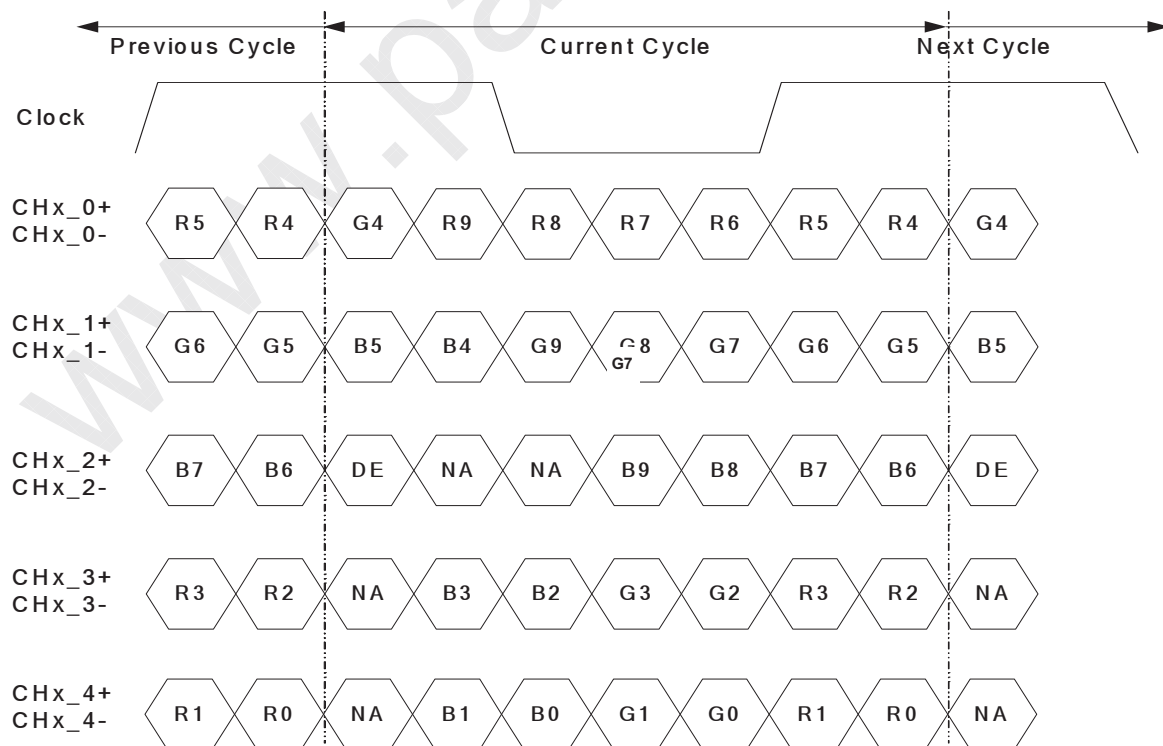 Previous Cycle Current Cycle Next Cycle
Clock
CHx_0+
CHx_0-
R5 R4 G4 R9 R8 R7 R6 R5 R4 G4
CHx_1+
CHx_1-
G6 G5 B5 B4 G9 G8 G7 G6 G5 B5
G7
CHx_2+
CHx_2-
B7 B6 DE NA NA B9 B8 B7 B6 DE
CHx_3+
CHx_3-
R3 R2 NA B3 B2 G3 G2 R3 R2 NA
CHx_4+
CHx_4-
R1 R0 NA B1 B0 G1 G0 R1 R0 NA
www.pa